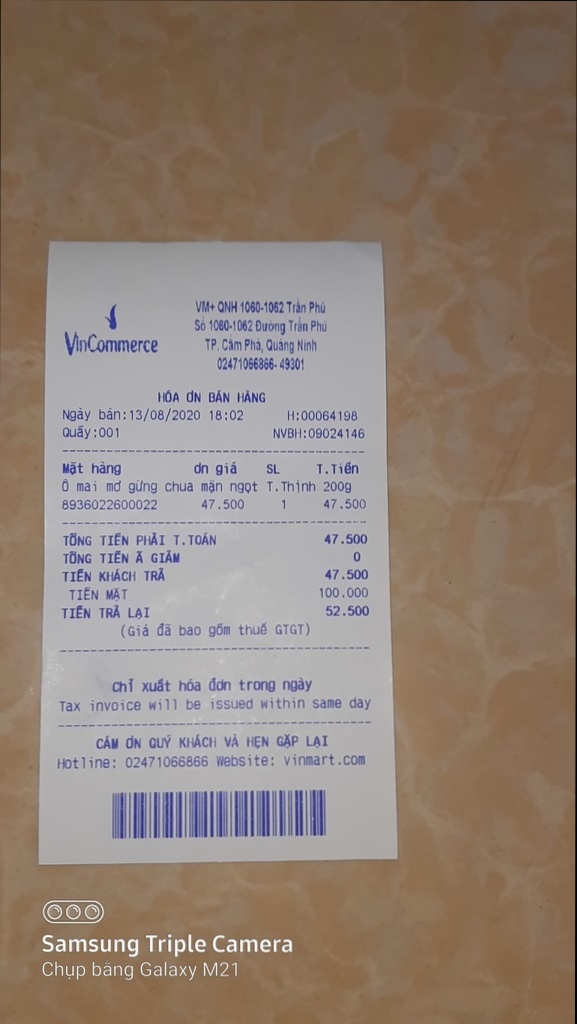 VinCommerce
VM+ QNH 1060-1062 Trần Phú
Số 1060-1062 Đường Trần Phú
TP. Cẩm Phả, Quảng Ninh
02471066866- 49301
HÓA ƠN BÁN HÀNG
Ngày bán:13/08/2020 18:02 H:00064198
Quầy:001 NVBH:09024146
Mặt hàng ơn giá SL T.Tiền
Ô mai mơ gừng chua mặn ngọt T.Thịnh 200g
8936022600022 47.500 1 47.500
TỔNG TIỀN PHẢI T.TOÁN 47.500
TỔNG TIỀN Ã GIẢM 0
TIỀN KHÁCH TRẢ 47.500
TIỀN MẶT 100.000
TIỀN TRẢ LẠI 52.500
(Giá đã bao gồm thuế GTGT)
Chỉ xuất hóa đơn trong ngày
Tax invoice will be issued within same day
CẢM ƠN QUÝ KHÁCH VÀ HẸN GẶP LẠI
Hotline: 02471066866 Website: vinmart.com
Samsung Triple Camera
Chụp bằng Galaxy M21